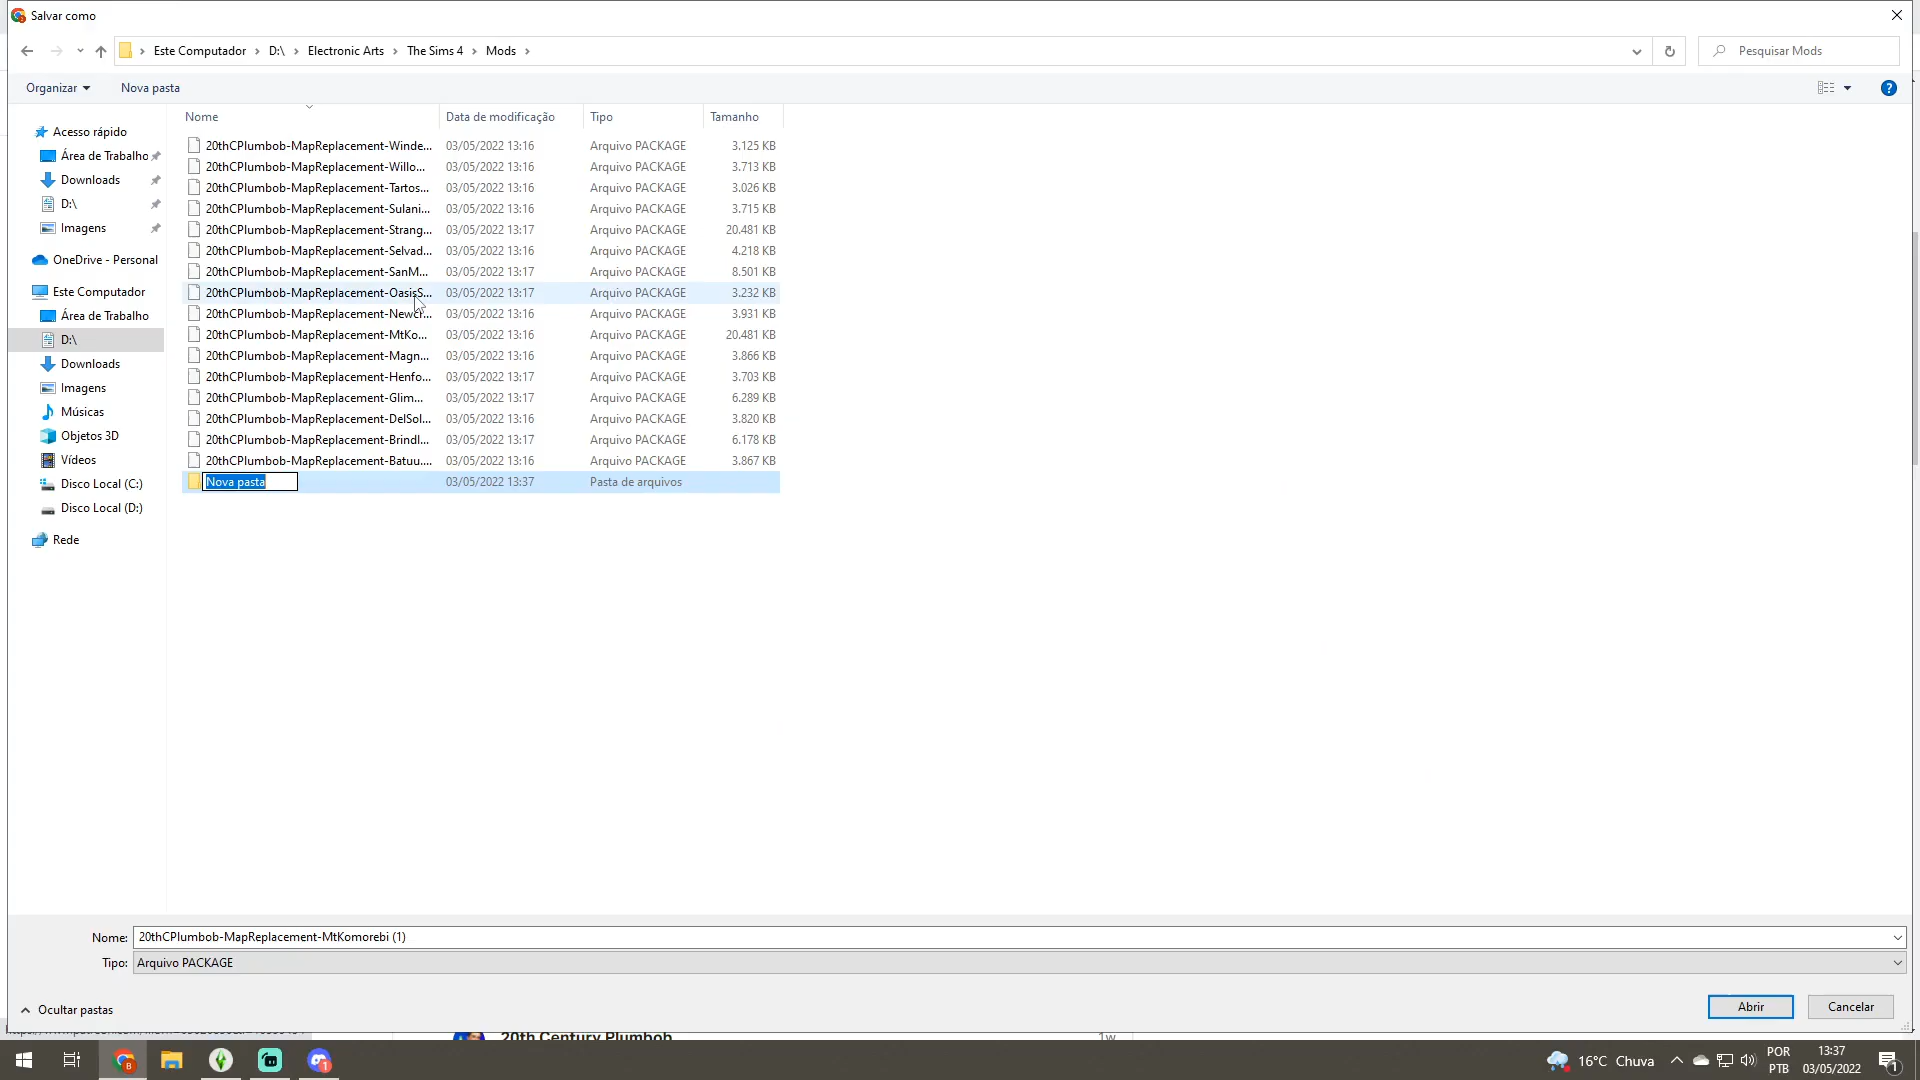 Salvar como
Este Computador > D:\ > Electronic Arts > The Sims 4 > Mods >
Pesquisar Mods
Organizar
Nova pasta
Nome
Data de modificação
Tipo
Tamanho
Acesso rápido
Área de Trabalho
Downloads
D:\
Imagens
OneDrive - Personal
Este Computador
Área de Trabalho
D:\
Downloads
Imagens
Músicas
Objetos 3D
Vídeos
Disco Local (C:)
Disco Local (D:)
Rede
20thCPlumbob-MapReplacement-Winde... 03/05/2022 13:16 Arquivo PACKAGE 3.125 KB
20thCPlumbob-MapReplacement-Willo... 03/05/2022 13:16 Arquivo PACKAGE 3.713 KB
20thCPlumbob-MapReplacement-Tartos... 03/05/2022 13:16 Arquivo PACKAGE 3.026 KB
20thCPlumbob-MapReplacement-Sulani... 03/05/2022 13:16 Arquivo PACKAGE 3.715 KB
20thCPlumbob-MapReplacement-Strang... 03/05/2022 13:17 Arquivo PACKAGE 20.481 KB
20thCPlumbob-MapReplacement-Selvad... 03/05/2022 13:16 Arquivo PACKAGE 4.218 KB
20thCPlumbob-MapReplacement-SanM... 03/05/2022 13:17 Arquivo PACKAGE 8.501 KB
20thCPlumbob-MapReplacement-OasisS... 03/05/2022 13:17 Arquivo PACKAGE 3.232 KB
20thCPlumbob-MapReplacement-Newcr... 03/05/2022 13:16 Arquivo PACKAGE 3.931 KB
20thCPlumbob-MapReplacement-MtKo... 03/05/2022 13:16 Arquivo PACKAGE 20.481 KB
20thCPlumbob-MapReplacement-Magn... 03/05/2022 13:16 Arquivo PACKAGE 3.866 KB
20thCPlumbob-MapReplacement-Henfo... 03/05/2022 13:17 Arquivo PACKAGE 3.703 KB
20thCPlumbob-MapReplacement-Glim... 03/05/2022 13:17 Arquivo PACKAGE 6.289 KB
20thCPlumbob-MapReplacement-DelSol... 03/05/2022 13:16 Arquivo PACKAGE 3.820 KB
20thCPlumbob-MapReplacement-Brindl... 03/05/2022 13:17 Arquivo PACKAGE 6.178 KB
20thCPlumbob-MapReplacement-Batuu.... 03/05/2022 13:16 Arquivo PACKAGE 3.867 KB
Nova pasta 03/05/2022 13:37 Pasta de arquivos
Nome: 20thCPlumbob-MapReplacement-MtKomorebi (1)
Tipo: Arquivo PACKAGE
Ocultar pastas
Abrir
Cancelar
20th Century Plumbob
1w
16°C Chuva
POR
PTB
13:37
03/05/2022